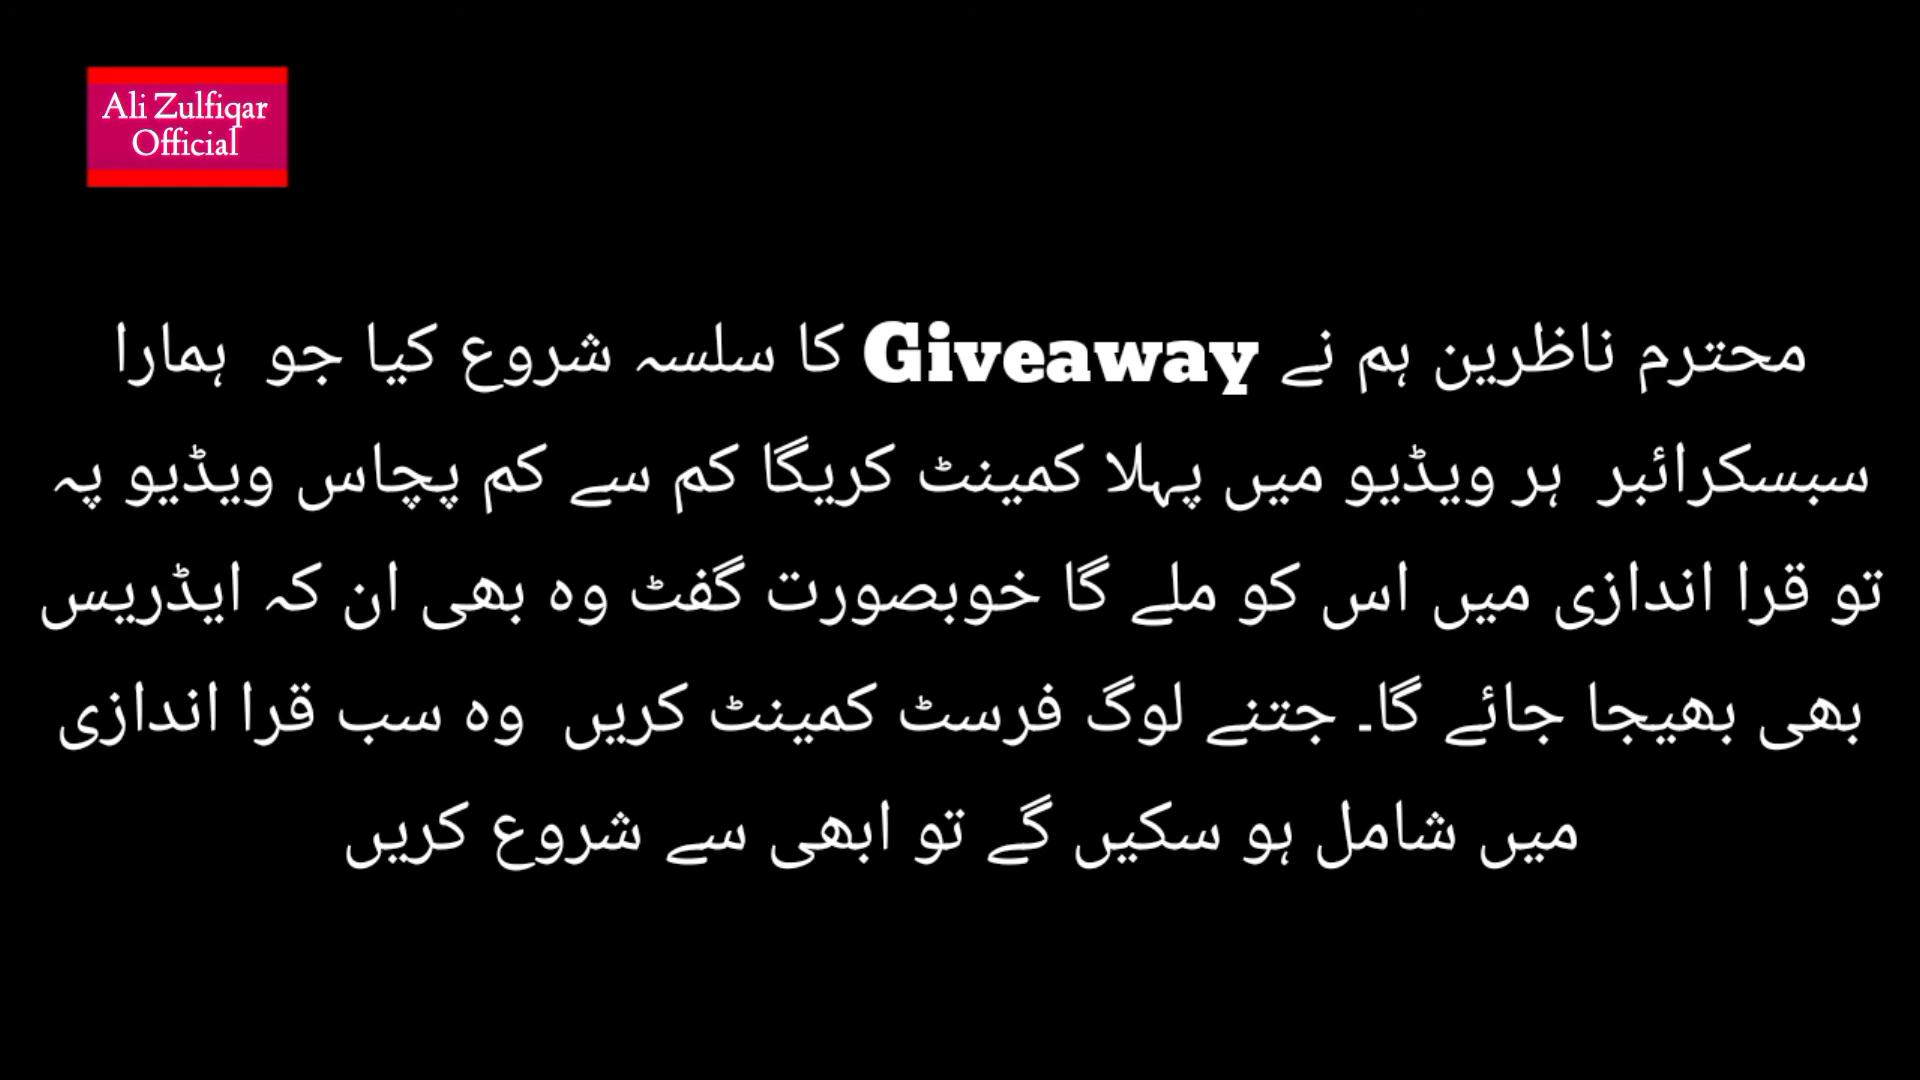 Ali Zulfiqar
Official
محترم ناظرین ہم نے Giveaway کا سلسہ شروع کیا جو ہمارا
سبسکرائبر ہر ویڈیو میں پہلا کمینٹ کریگا کم سے کم پچاس ویڈیو پہ
تو قرا اندازی میں اس کو ملے گا خوبصورت گفٹ وہ بھی ان کہ ایڈریس
بھی بھیجا جائے گا۔ جتنے لوگ فرسٹ کمینٹ کریں وہ سب قرا اندازی
میں شامل ہو سکیں گے تو ابھی سے شروع کریں